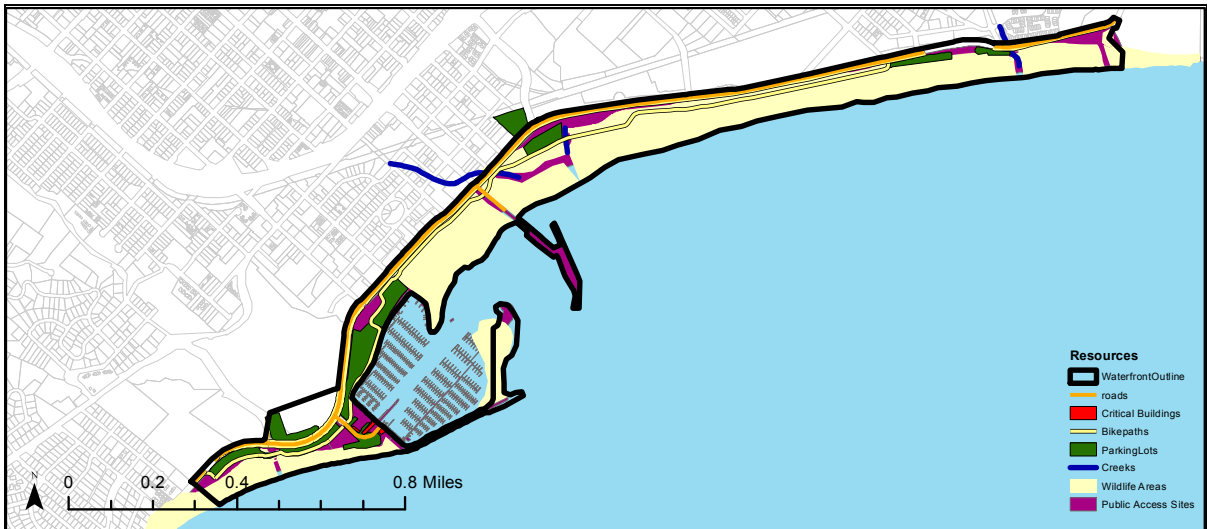 Resources
WaterfrontOutline
roads
Critical Buildings
Bikepaths
ParkingLots
Creeks
Wildlife Areas
Public Access Sites
N
0 0.2 0.4 0.8 Miles